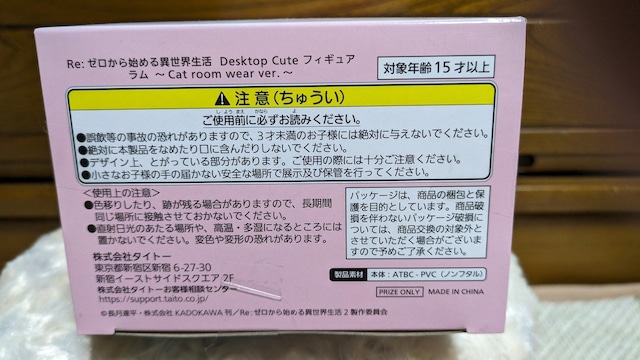 Re: ゼロから始める異世界生活 Desktop Cute フィギュア
ラム ～Cat room wear ver.～
対象年齢15才以上
注意(ちゅうい)
ご使用前に必ずお読みください。
しようまえ かなら よ
●誤飲等の事故の恐れがありますので、3才未満のお子様には絶対に与えないでください。
●絶対に本製品をなめたり口に含んだりしないでください。
●デザイン上、とがっている部分があります。ご使用の際には十分ご注意ください。
●小さなお子様の手の届かない安全な場所で展示及び保管を行ってください。
<使用上の注意>
●色移りしたり、跡が残る場合がありますので、長期間
同じ場所に接触させておかないでください。
●直射日光のあたる場所や、高温・多湿になるところには
置かないでください。変色や変形の恐れがあります。
パッケージは、商品の梱包と保
護を目的としています。商品破
損を伴わないパッケージ破損に
ついては、商品交換の対象外と
させていただく場合がございま
すので予めご了承ください。
株式会社タイトー
東京都新宿区新宿6-27-30
新宿イーストサイドスクエア2F
株式会社タイトーお客様相談センター
https://support.taito.co.jp/
製品素材 本体：ATBC-PVC（ノンフタル）
PRIZE ONLY MADE IN CHINA
©長月達平・株式会社KADOKAWA刊/Re:ゼロから始める異世界生活2製作委員会